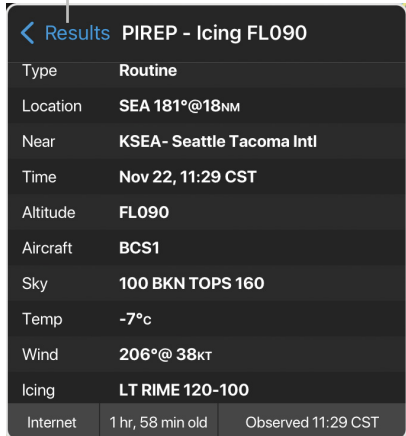 Results PIREP - Icing FL090
Type Routine
Location SEA 181°@18NM
Near KSEA- Seattle Tacoma Intl
Time Nov 22, 11:29 CST
Altitude FL090
Aircraft BCS1
Sky 100 BKN TOPS 160
Temp -7°C
Wind 206°@ 38KT
Icing LT RIME 120-100
Internet 1 hr, 58 min old Observed 11:29 CST